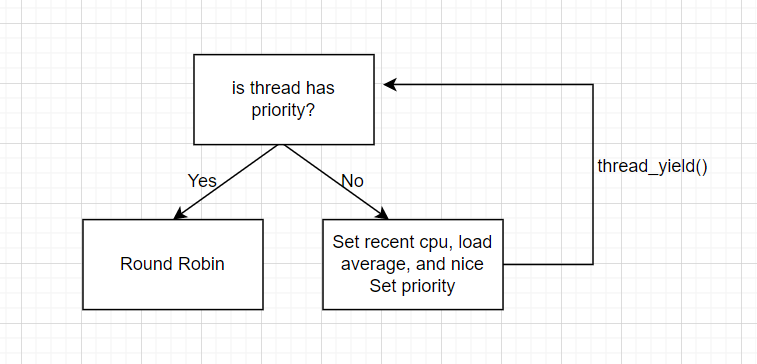 is thread has
priority?
Yes
No
thread_yield()
Round Robin
Set recent cpu, load
average, and nice
Set priority